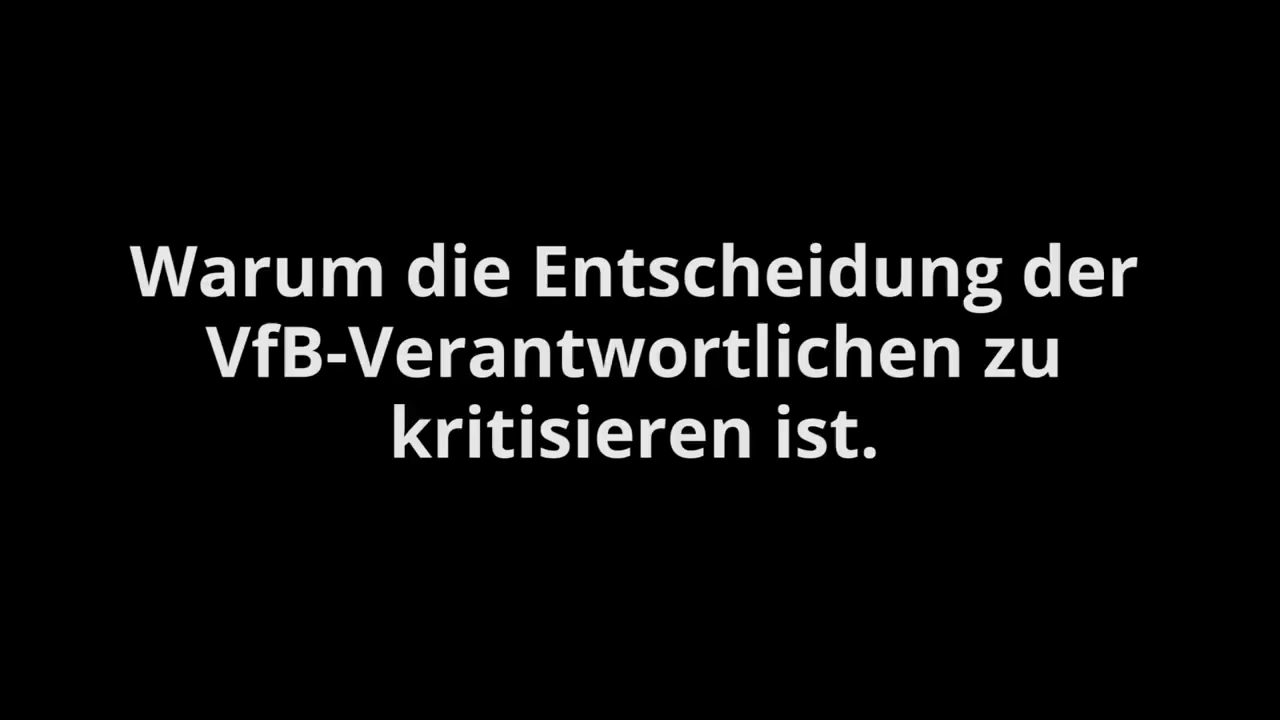 Warum die Entscheidung der
VfB-Verantwortlichen zu
kritisieren ist.